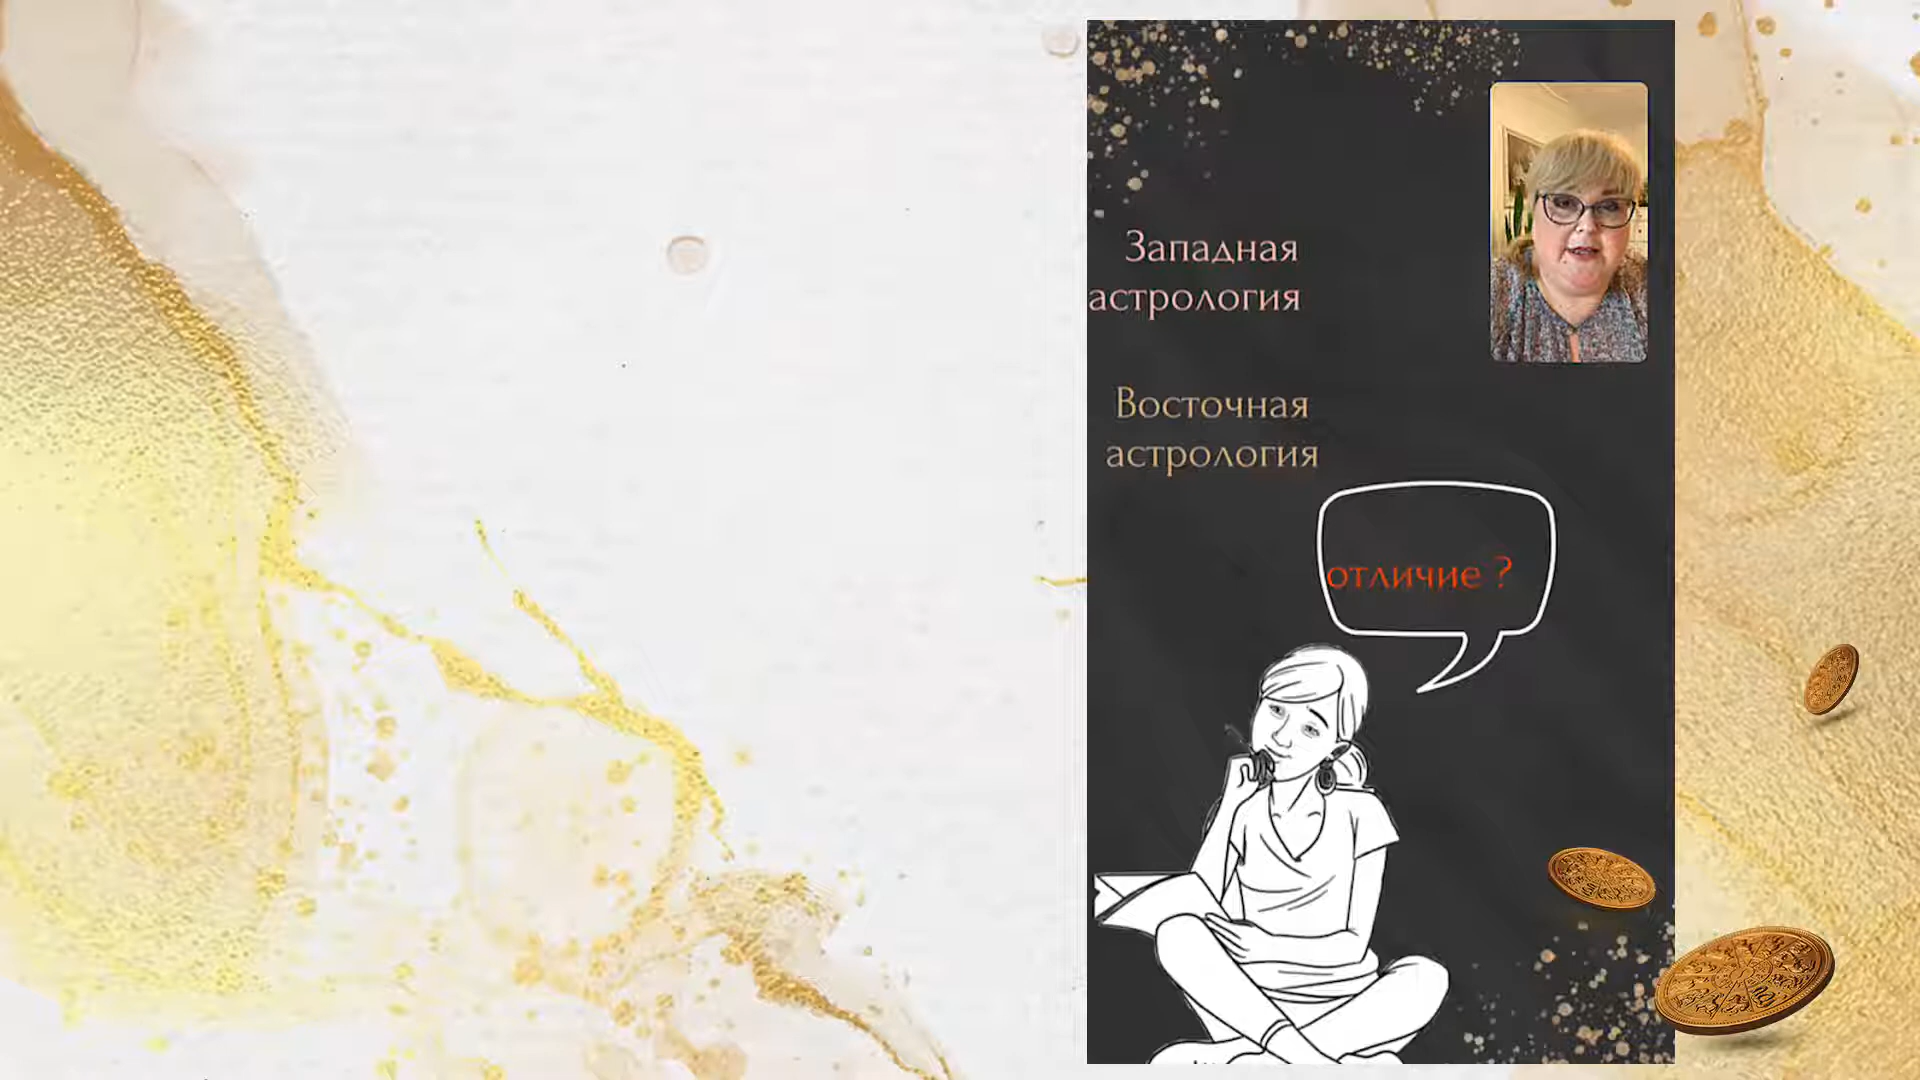 Западная
астрология
Восточная
астрология
отличие ?